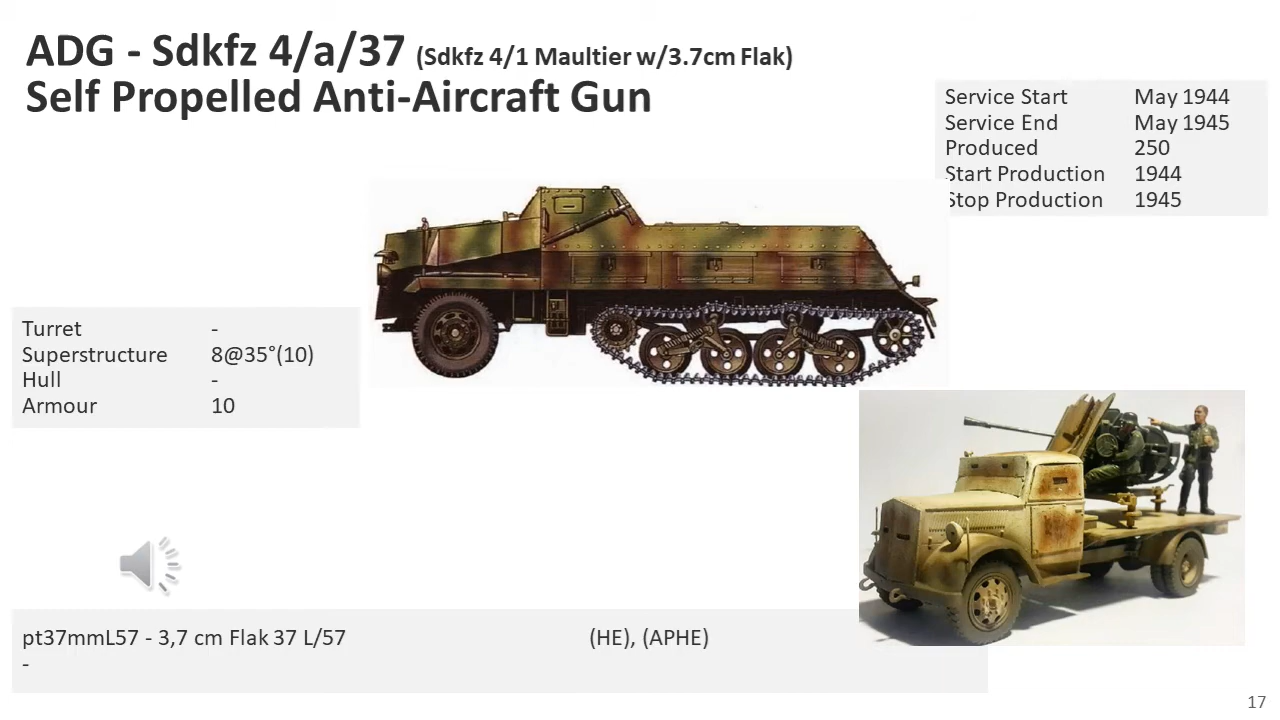 ADG - Sdkfz 4/a/37 (Sdkfz 4/1 Maultier w/3.7cm Flak)
Self Propelled Anti-Aircraft Gun
Service Start May 1944
Service End May 1945
Produced 250
Start Production 1944
Stop Production 1945
Turret -
Superstructure 8@35°(10)
Hull -
Armour 10
pt37mmL57 - 3,7 cm Flak 37 L/57 (HE), (APHE)
-
17